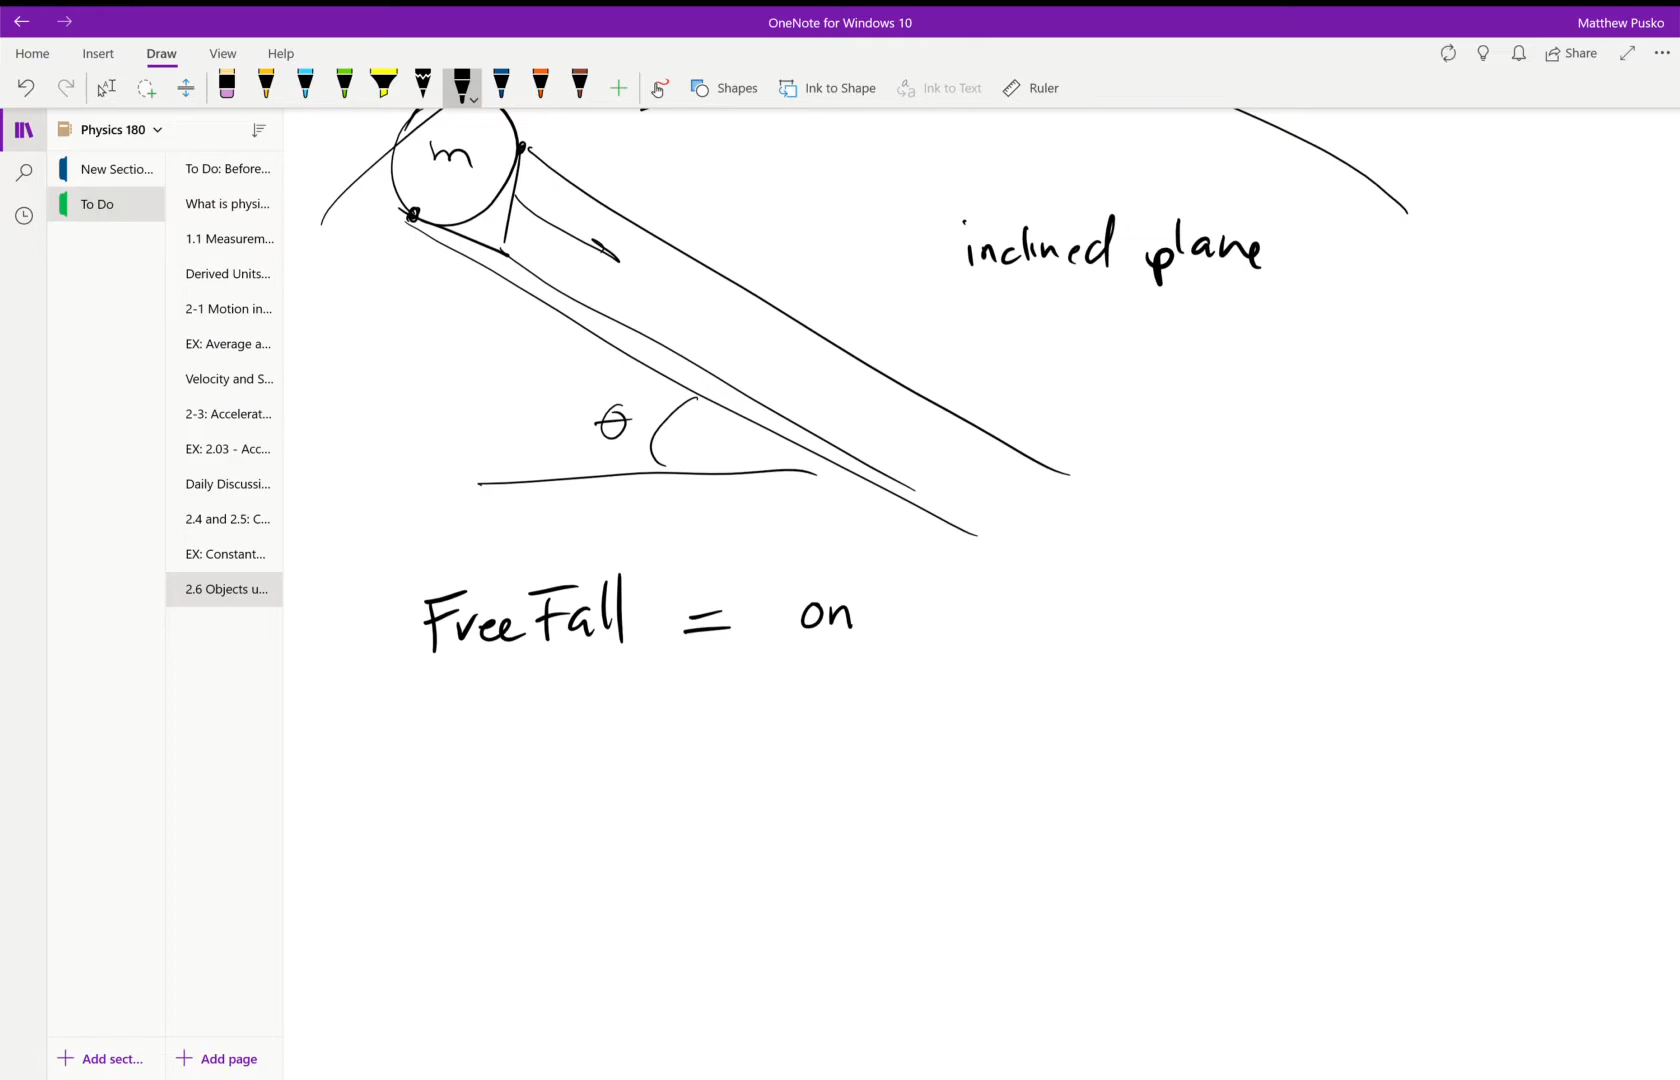 OneNote for Windows 10
Matthew Pusko
Home Insert Draw View Help
Share
Shapes Ink to Shape Ink to Text Ruler
Physics 180
New Sectio...
To Do
To Do: Before...
What is physi...
1.1 Measurem...
Derived Units...
2-1 Motion in...
EX: Average a...
Velocity and S...
2-3: Accelerat...
EX: 2.03 - Acc...
Daily Discussi...
2.4 and 2.5: C...
EX: Constant...
2.6 Objects u...
m
inclined plane
θ
Free Fall = on
Add sect...
Add page